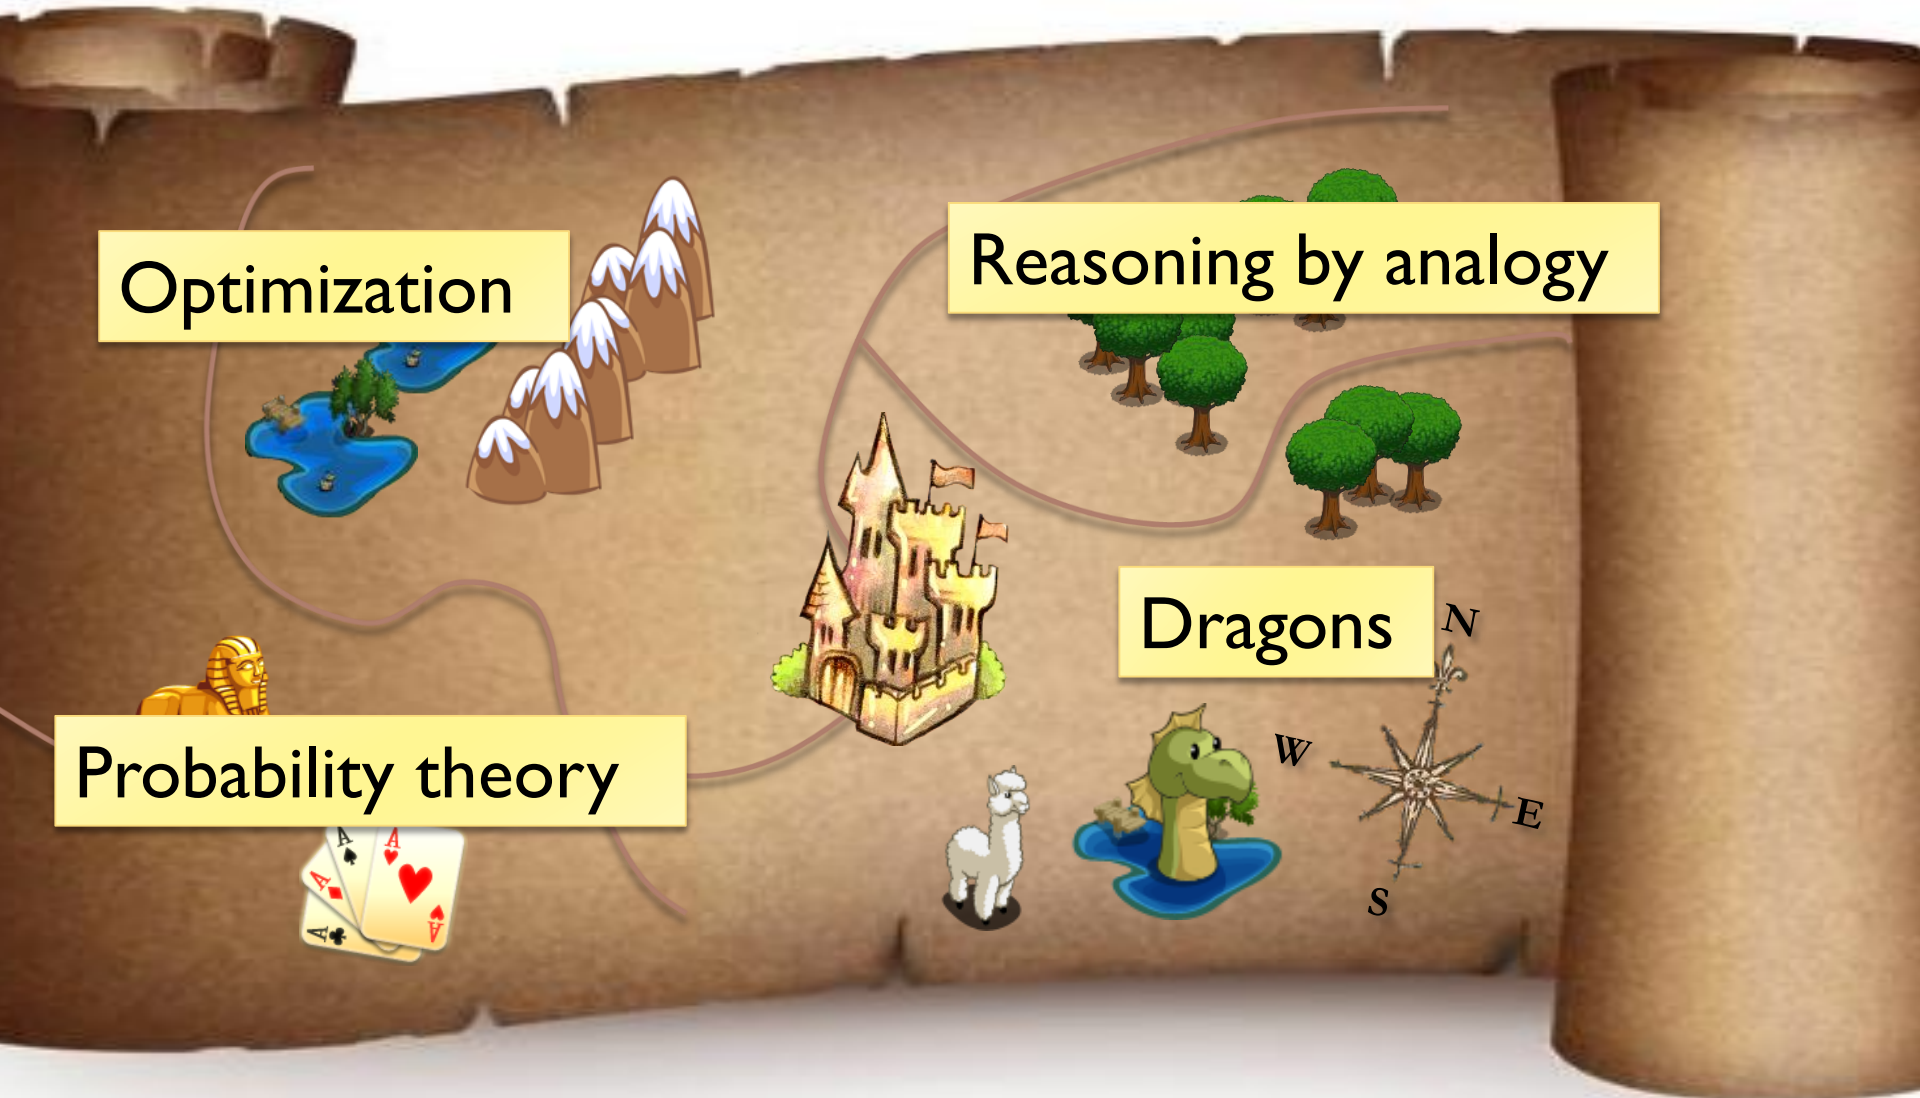 Optimization
Reasoning by analogy
Dragons
N
W
E
S
Probability theory
A
A
A
A
A